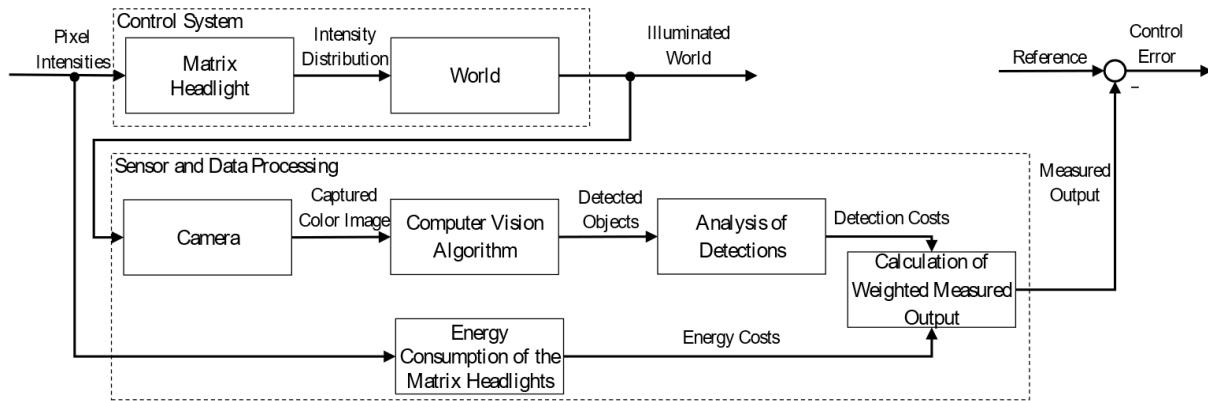 Control System
Pixel
Intensities
Matrix
Headlight
Intensity
Distribution
World
Illuminated
World
Reference
Control
Error
–
Measured
Output
Sensor and Data Processing
Camera
Captured
Color Image
Computer Vision
Algorithm
Detected
Objects
Analysis of
Detections
Detection Costs
Calculation of
Weighted Measured
Output
Energy
Consumption of the
Matrix Headlights
Energy Costs